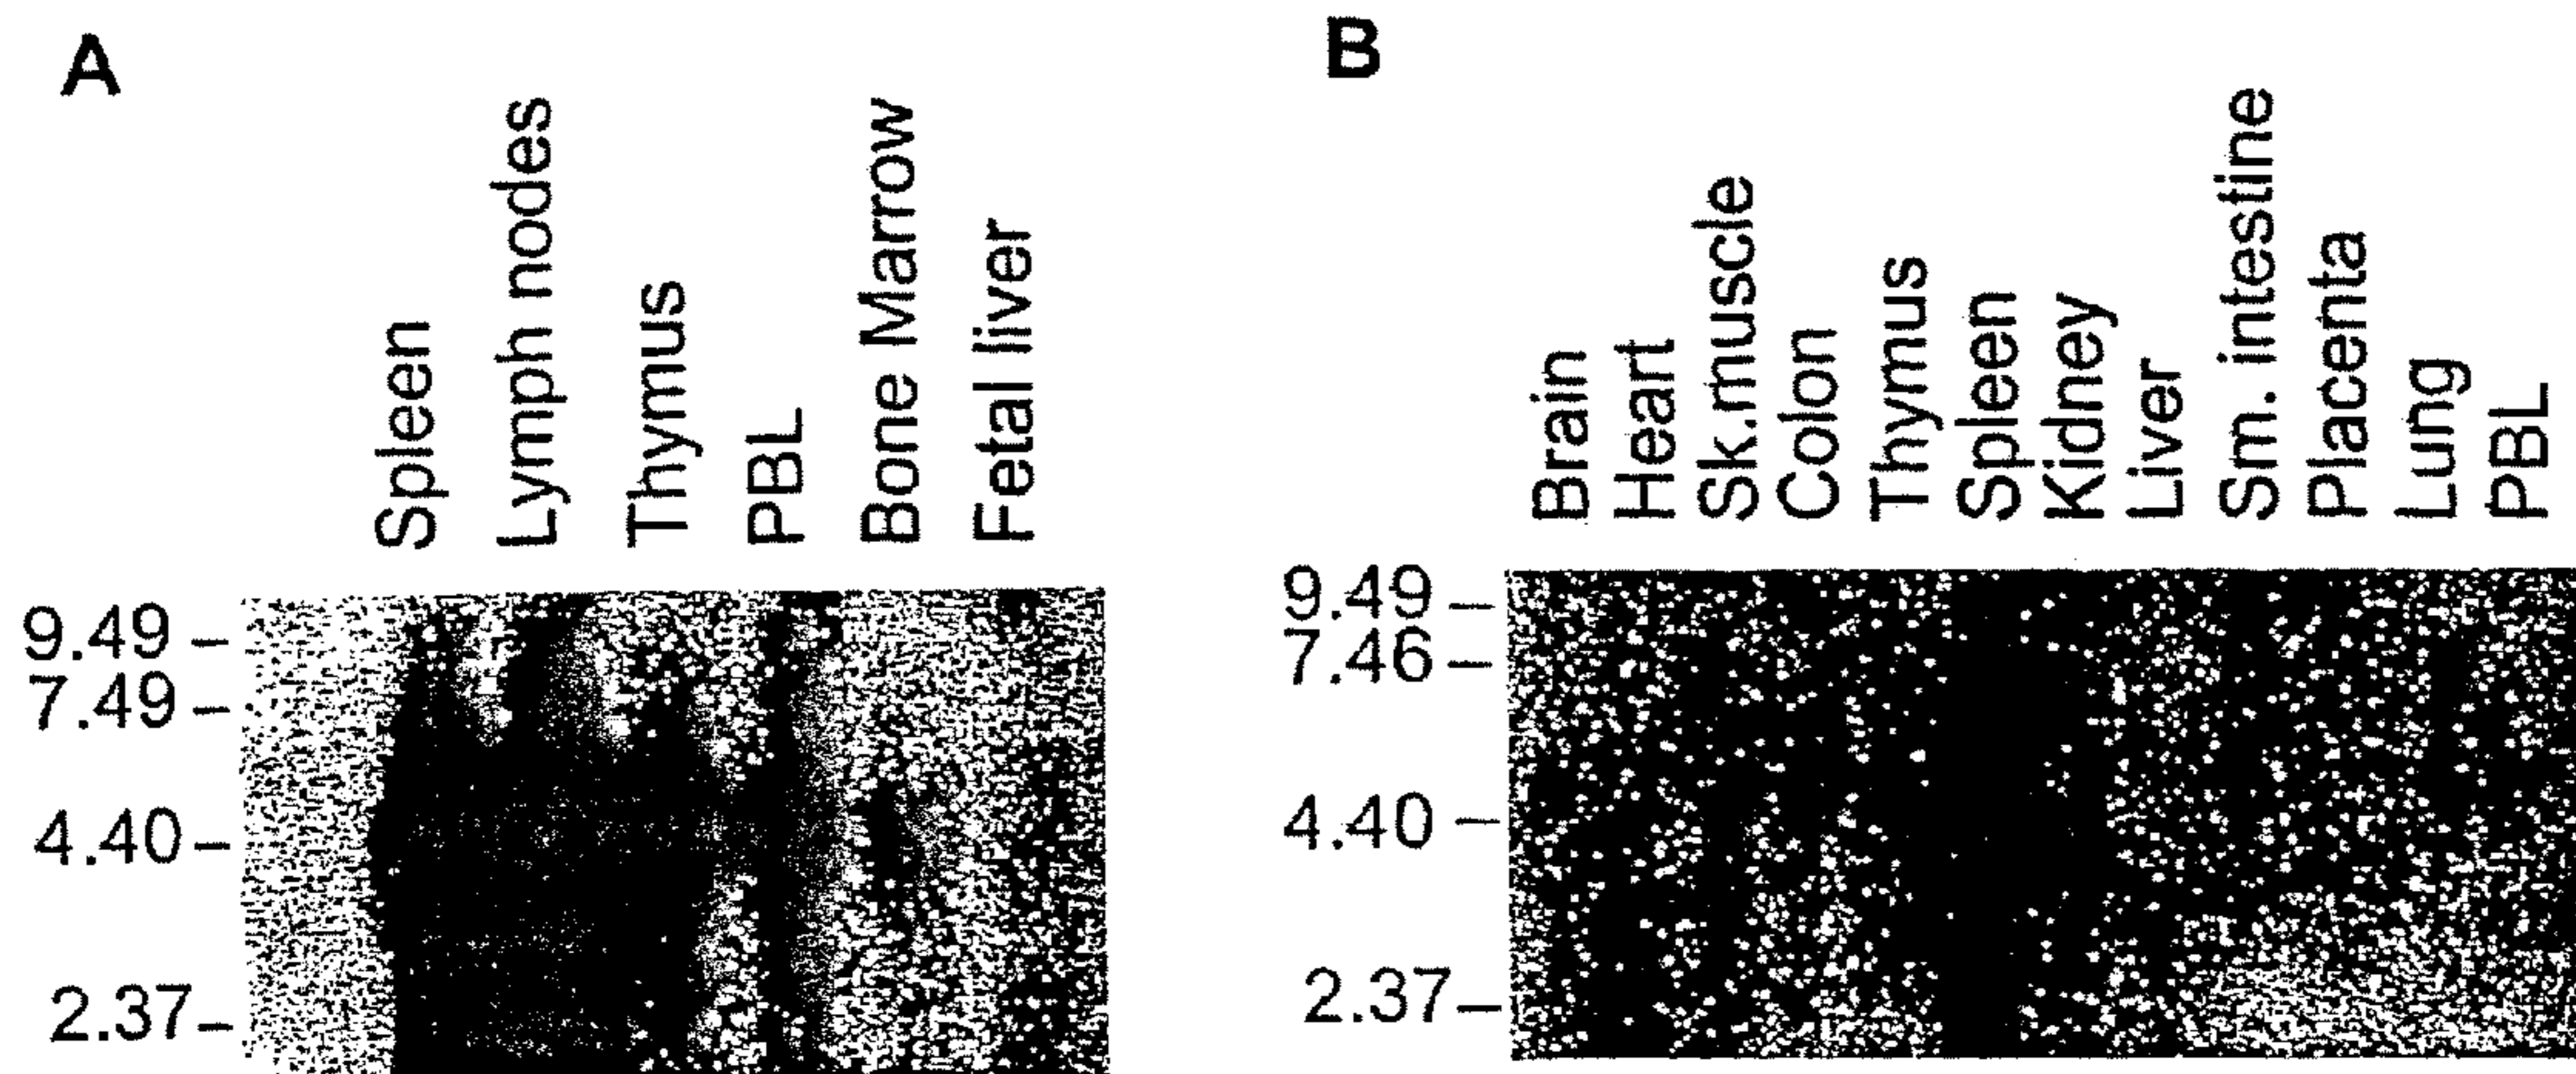 A
Spleen
Lymph nodes
Thymus
PBL
Bone Marrow
Fetal liver
9.49
7.49
4.40
2.37
B
Brain
Heart
Sk.muscle
Colon
Thymus
Spleen
Kidney
Liver
Sm. intestine
Placenta
Lung
PBL
9.49
7.46
4.40
2.37